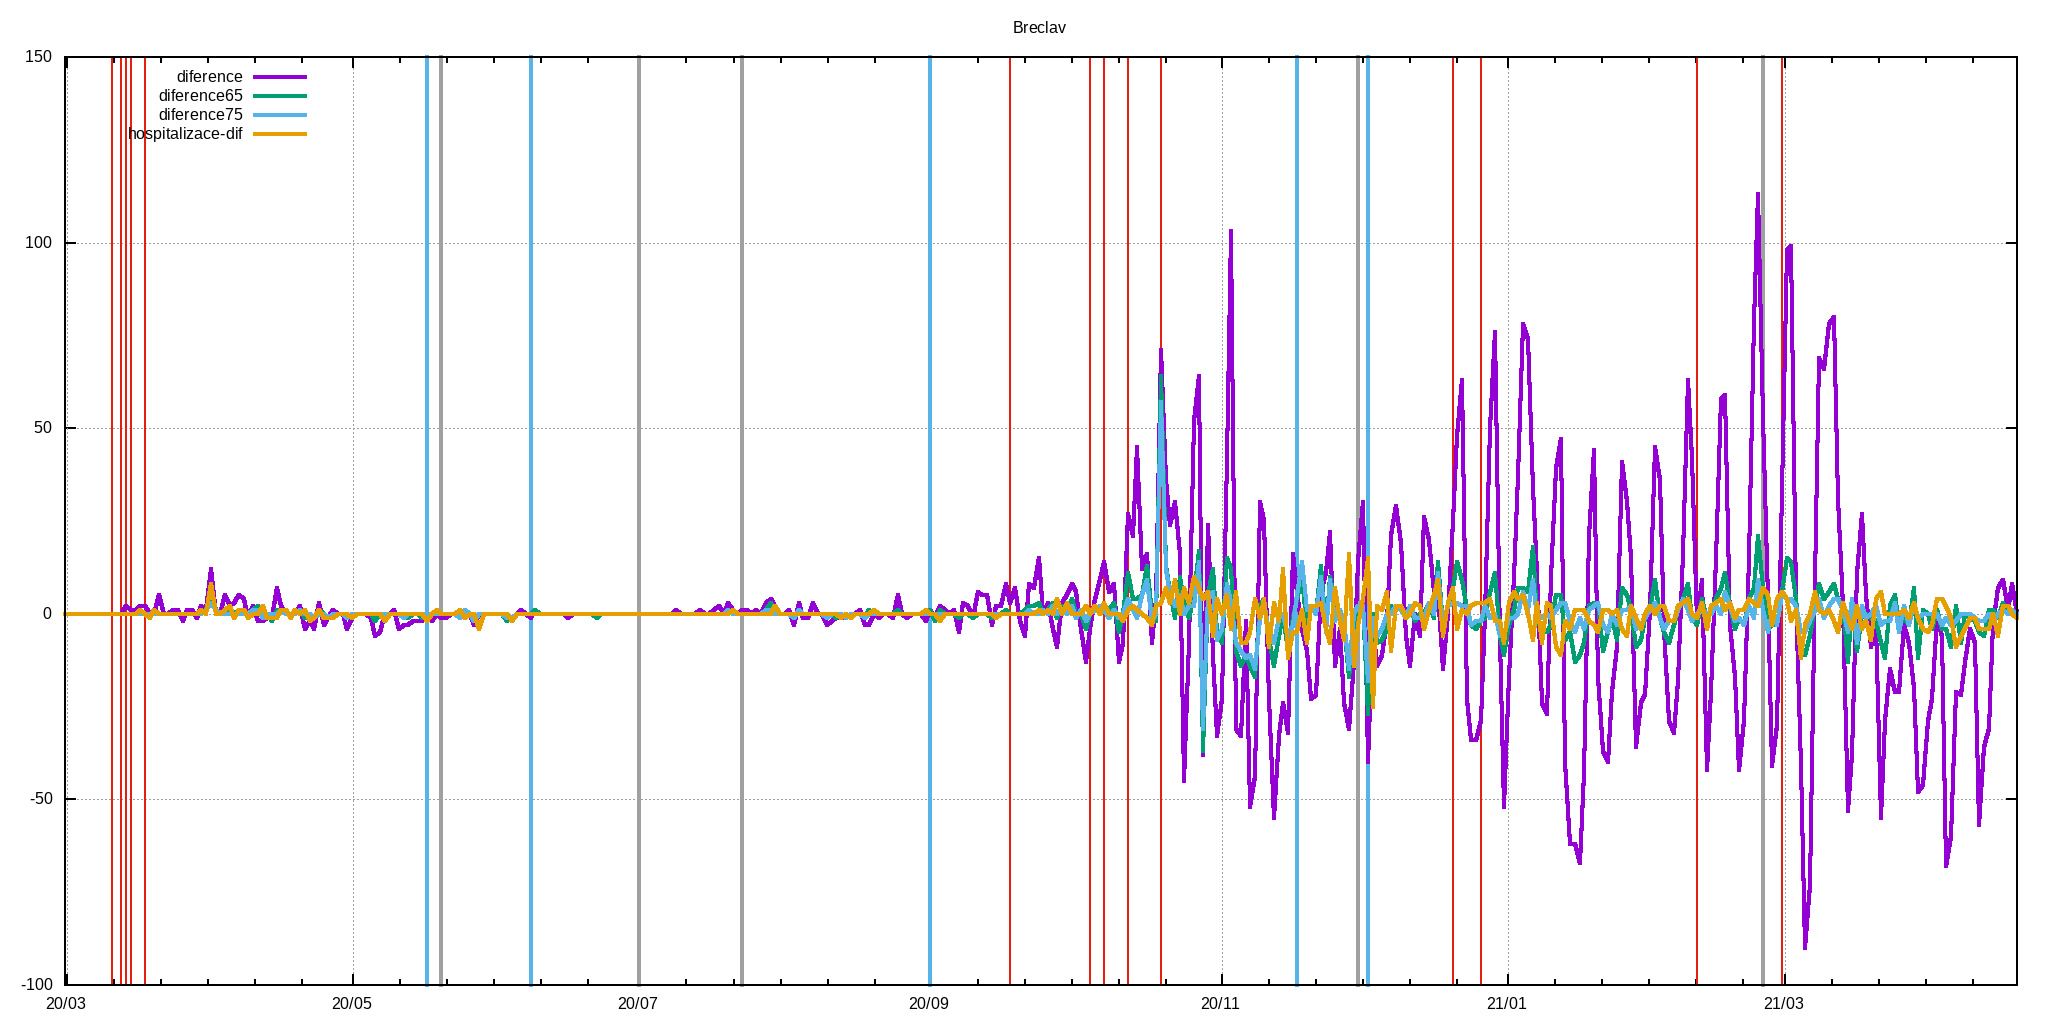 Breclav
150
diference
diference65
diference75
hospitalizace-dif
100
50
0
-50
-100
20/03 20/05 20/07 20/09 20/11 21/01 21/03